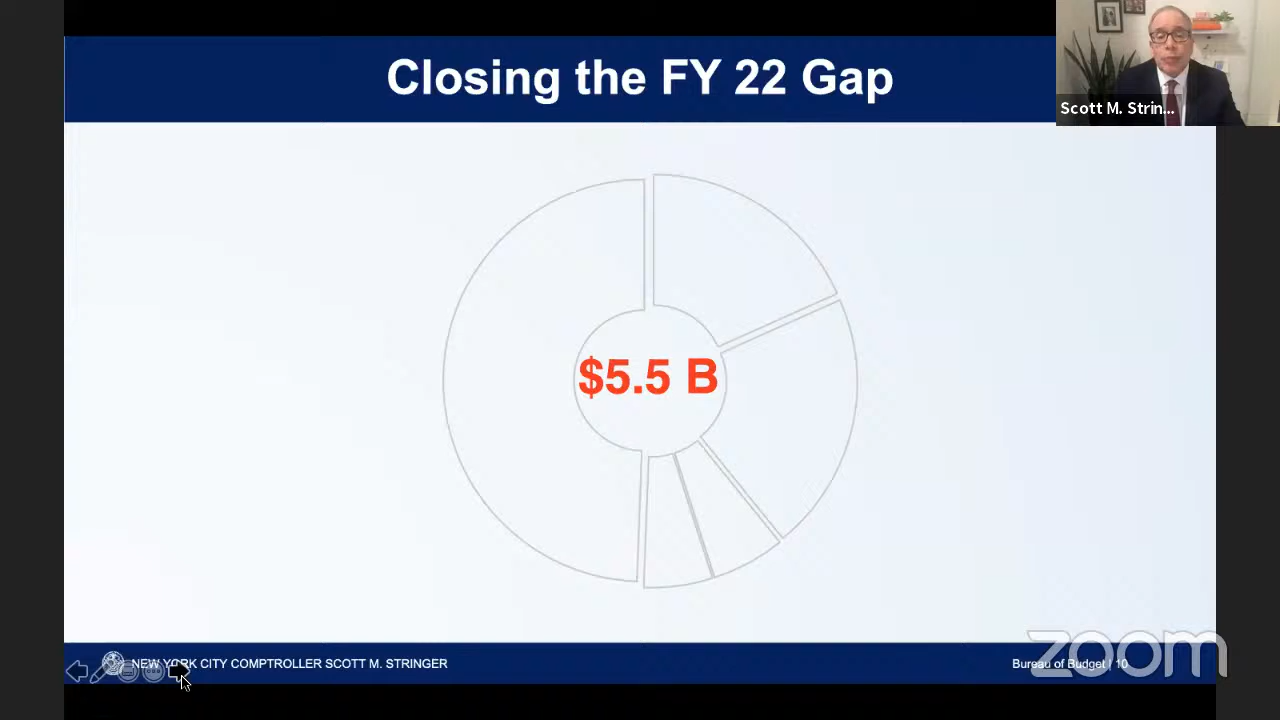 Closing the FY 22 Gap
Scott M. Strin...
$5.5 B
NEW YORK CITY COMPTROLLER SCOTT M. STRINGER
Bureau of Budget | 10
zoom